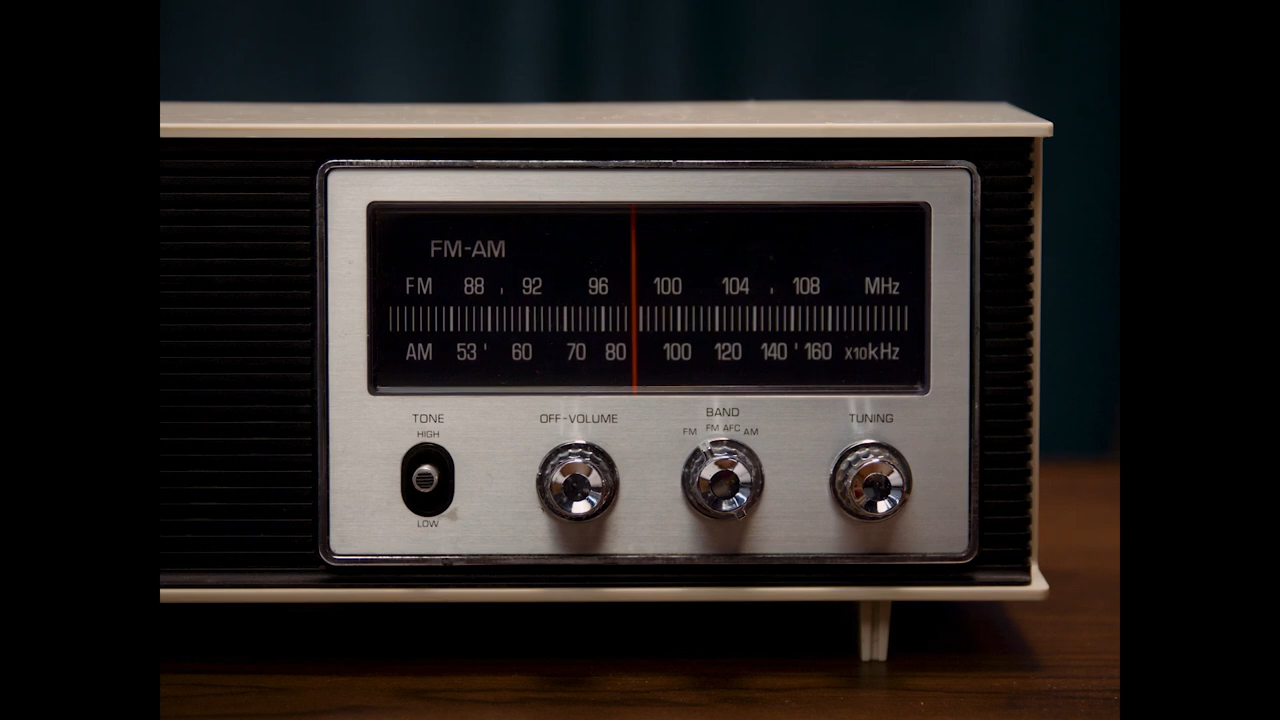 FM-AM
FM 88 92 96 100 104 108 MHz
AM 53 60 70 80 100 120 140 160 x10kHz
TONE OFF-VOLUME BAND TUNING
HIGH FM FM AFC AM
LOW